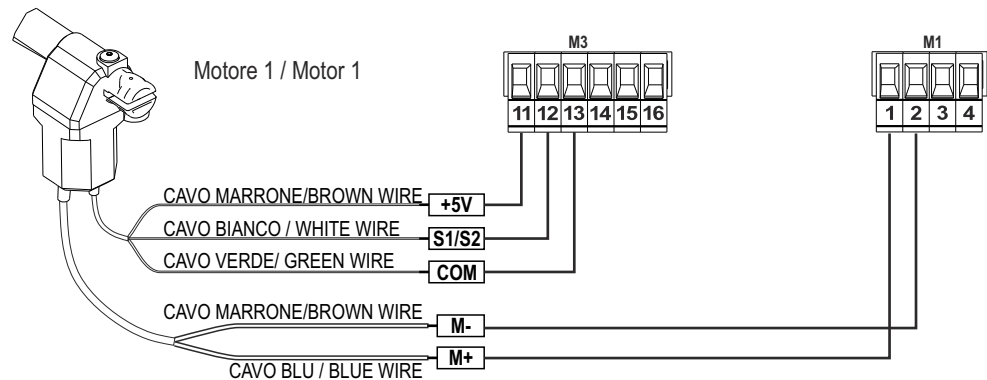 M3
M1
Motore 1 / Motor 1
11 12 13 14 15 16
1 2 3 4
CAVO MARRONE/BROWN WIRE
+5V
CAVO BIANCO / WHITE WIRE
S1/S2
CAVO VERDE/ GREEN WIRE
COM
CAVO MARRONE/BROWN WIRE
M-
M+
CAVO BLU / BLUE WIRE